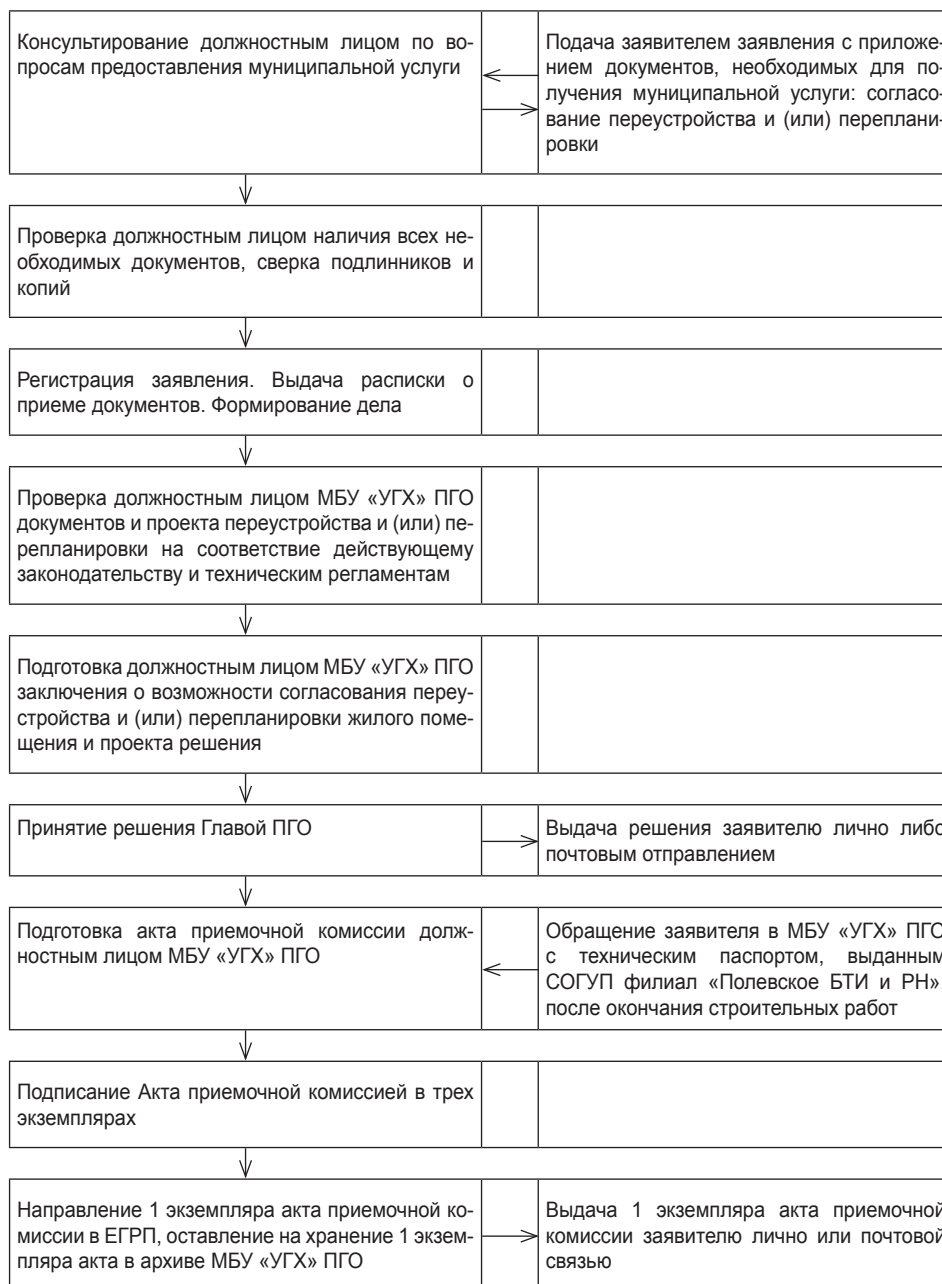 Консультирование должностным лицом по во-
просам предоставления муниципальной услуги
Подача заявителем заявления с приложе-
нием документов, необходимых для по-
лучения муниципальной услуги: согласо-
вание переустройства и (или) переплани-
ровки
Проверка должностным лицом наличия всех не-
обходимых документов, сверка подлинников и
копий
Регистрация заявления. Выдача расписки о
приеме документов. Формирование дела
Проверка должностным лицом МБУ «УГХ» ПГО
документов и проекта переустройства и (или) пе-
репланировки на соответствие действующему
законодательству и техническим регламентам
Подготовка должностным лицом МБУ «УГХ» ПГО
заключения о возможности согласования переу-
стройства и (или) перепланировки жилого поме-
щения и проекта решения
Принятие решения Главой ПГО
Выдача решения заявителю лично либо
почтовым отправлением
Подготовка акта приемочной комиссии долж-
ностным лицом МБУ «УГХ» ПГО
Обращение заявителя в МБУ «УГХ» ПГО
с техническим паспортом, выданным
СОГУП филиал «Полевское БТИ и РН»
после окончания строительных работ
Подписание Акта приемочной комиссией в трех
экземплярах
Направление 1 экземпляра акта приемочной ко-
миссии в ЕГРП, оставление на хранение 1 экзем-
пляра акта в архиве МБУ «УГХ» ПГО
Выдача 1 экземпляра акта приемочной
комиссии заявителю лично или почтовой
связью